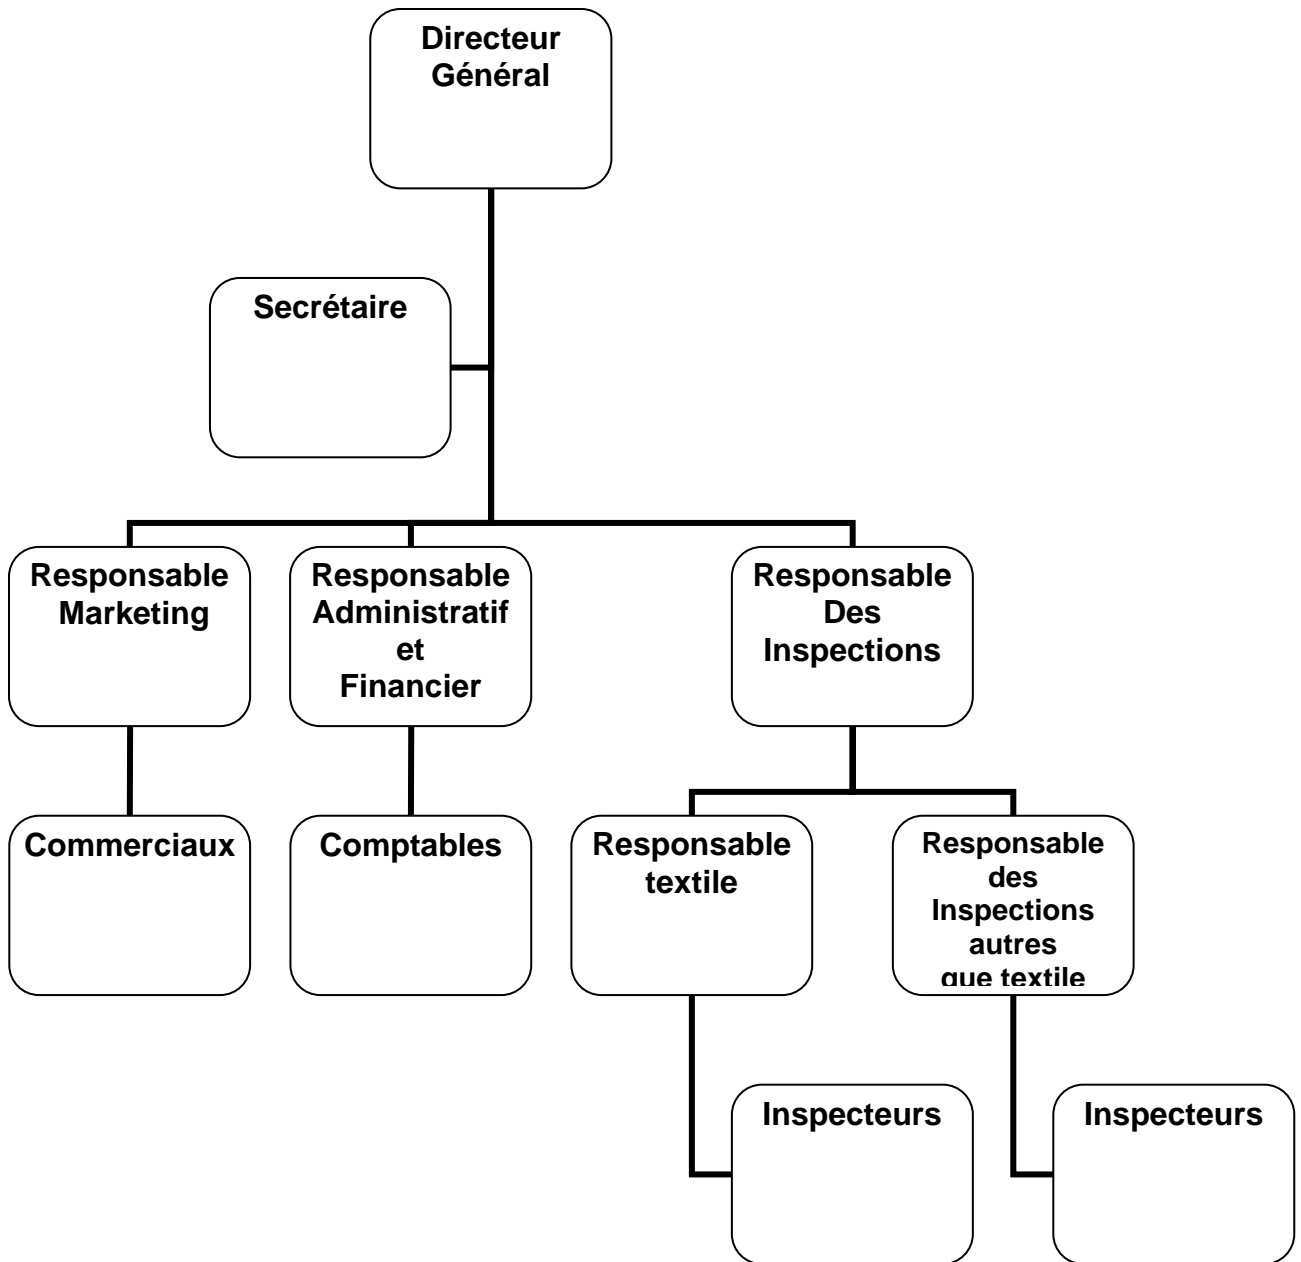 Directeur
Général
Secrétaire
Responsable
Marketing
Responsable
Administratif
et
Financier
Responsable
Des
Inspections
Commerciaux
Comptables
Responsable
textile
Responsable
des
Inspections
autres
que textile
Inspecteurs
Inspecteurs